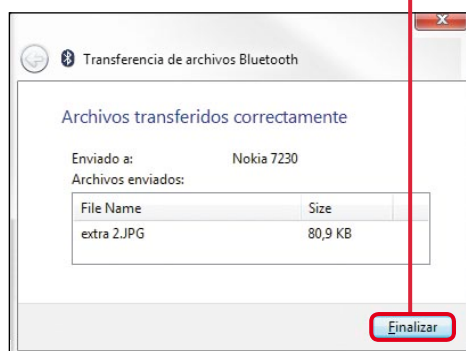 Transferencia de archivos Bluetooth
Archivos transferidos correctamente
Enviado a: Nokia 7230
Archivos enviados:
File Name Size
extra 2.JPG 80,9 KB
Finalizar